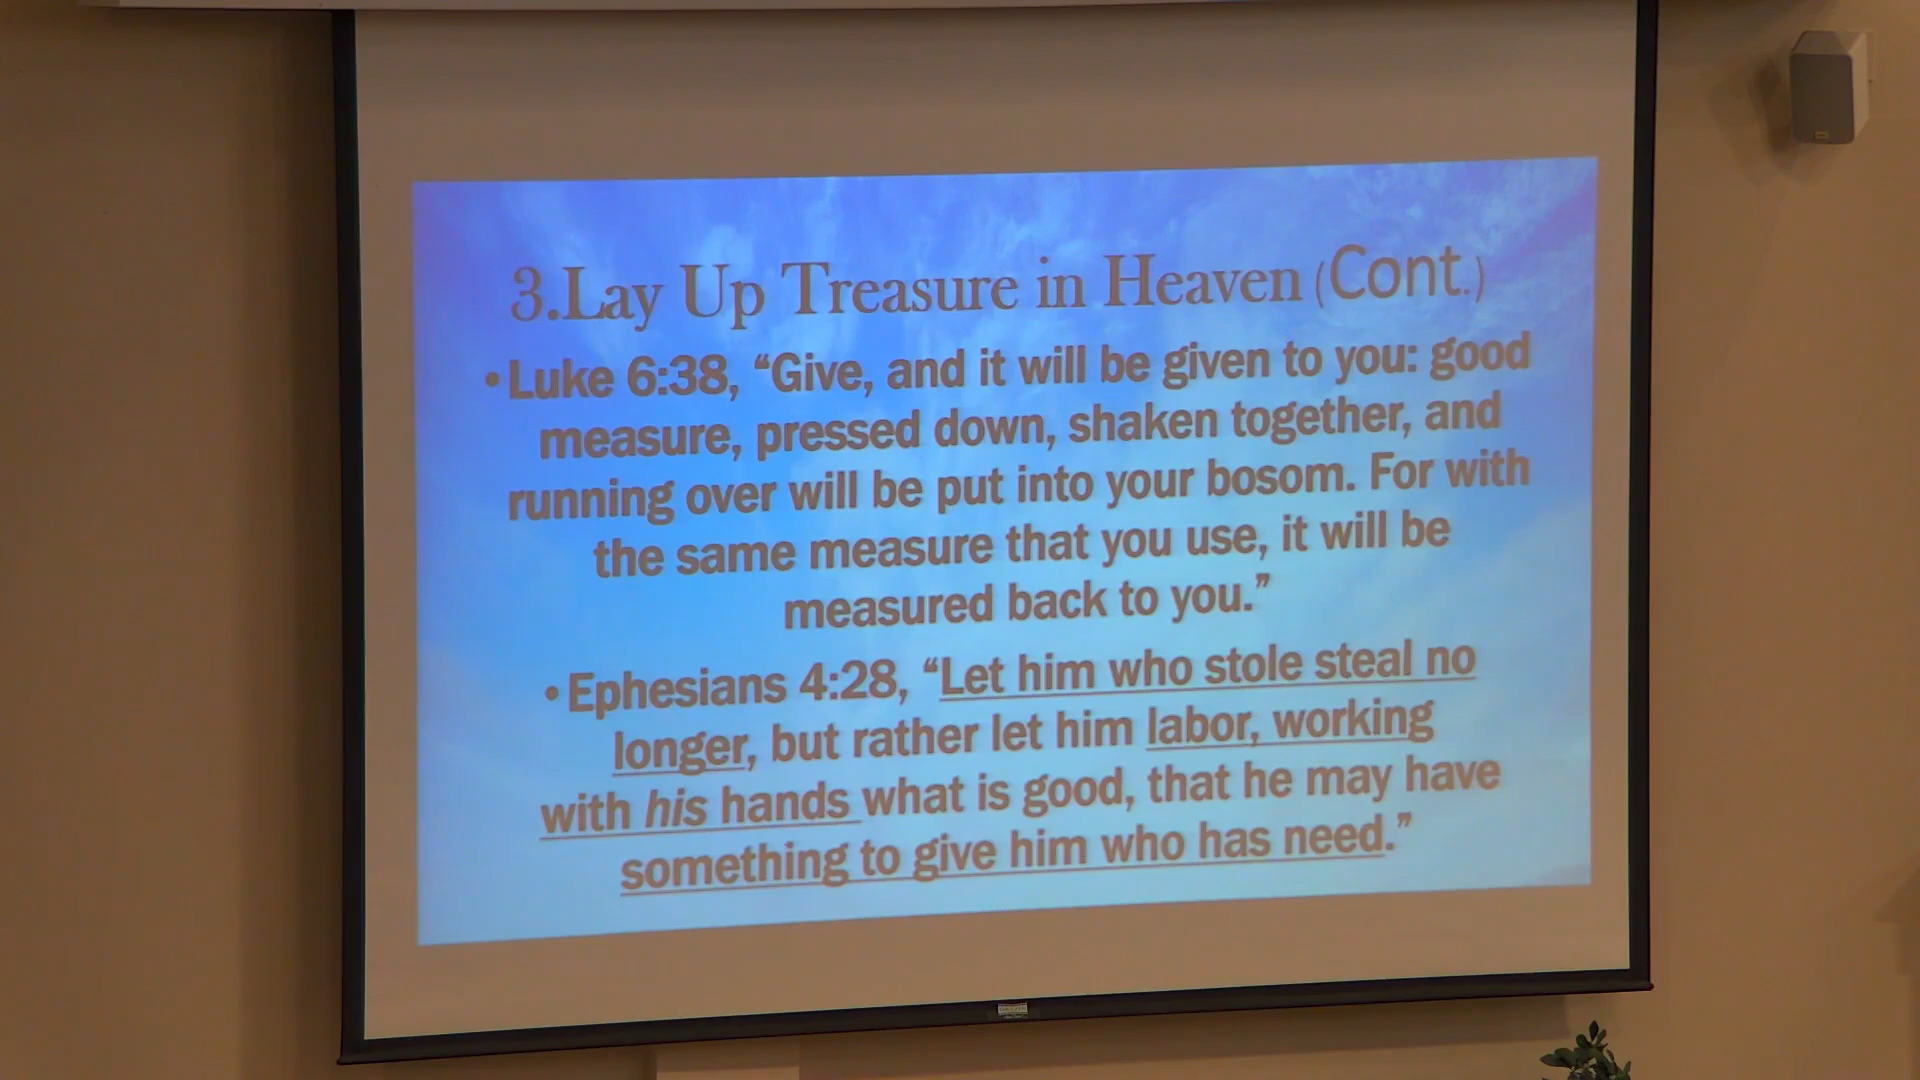 3.Lay Up Treasure in Heaven (Cont.)
•Luke 6:38, “Give, and it will be given to you: good
measure, pressed down, shaken together, and
running over will be put into your bosom. For with
the same measure that you use, it will be
measured back to you.”
•Ephesians 4:28, “Let him who stole steal no
longer, but rather let him labor, working
with his hands what is good, that he may have
something to give him who has need.”